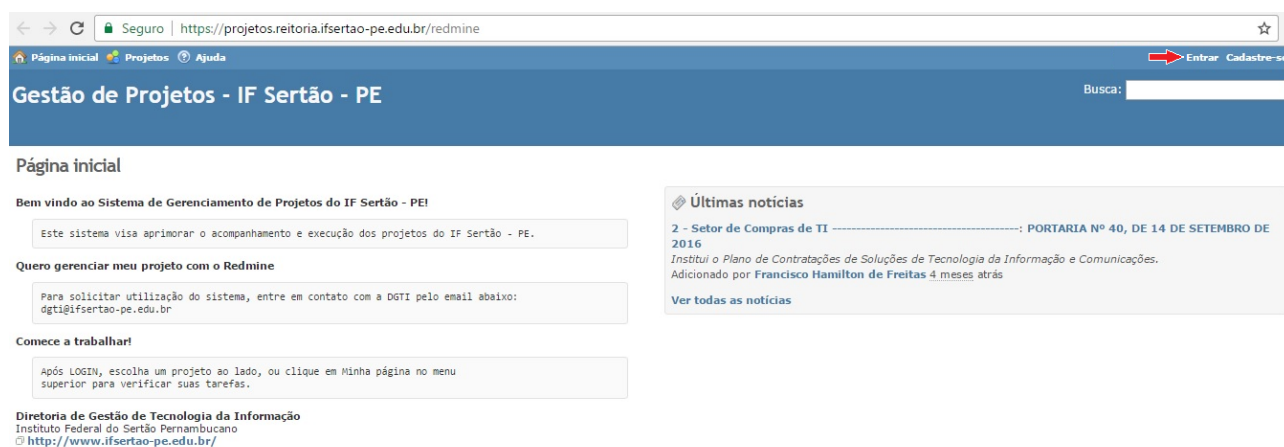 Seguro | https://projetos.reitoria.ifsertao-pe.edu.br/redmine
Página inicial Projetos Ajuda Entrar Cadastre-se
Gestão de Projetos - IF Sertão - PE Busca:
Página inicial
Bem vindo ao Sistema de Gerenciamento de Projetos do IF Sertão - PE!
Este sistema visa aprimorar o acompanhamento e execução dos projetos do IF Sertão - PE.
Quero gerenciar meu projeto com o Redmine
Para solicitar utilização do sistema, entre em contato com a DGTI pelo email abaixo:
dgti@ifsertao-pe.edu.br
Comece a trabalhar!
Após LOGIN, escolha um projeto ao lado, ou clique em Minha página no menu
superior para verificar suas tarefas.
Diretoria de Gestão de Tecnologia da Informação
Instituto Federal do Sertão Pernambucano
http://www.ifsertao-pe.edu.br/
Últimas notícias
2 - Setor de Compras de TI ---------------------------------------: PORTARIA Nº 40, DE 14 DE SETEMBRO DE
2016
Institui o Plano de Contratações de Soluções de Tecnologia da Informação e Comunicações.
Adicionado por Francisco Hamilton de Freitas 4 meses atrás
Ver todas as notícias